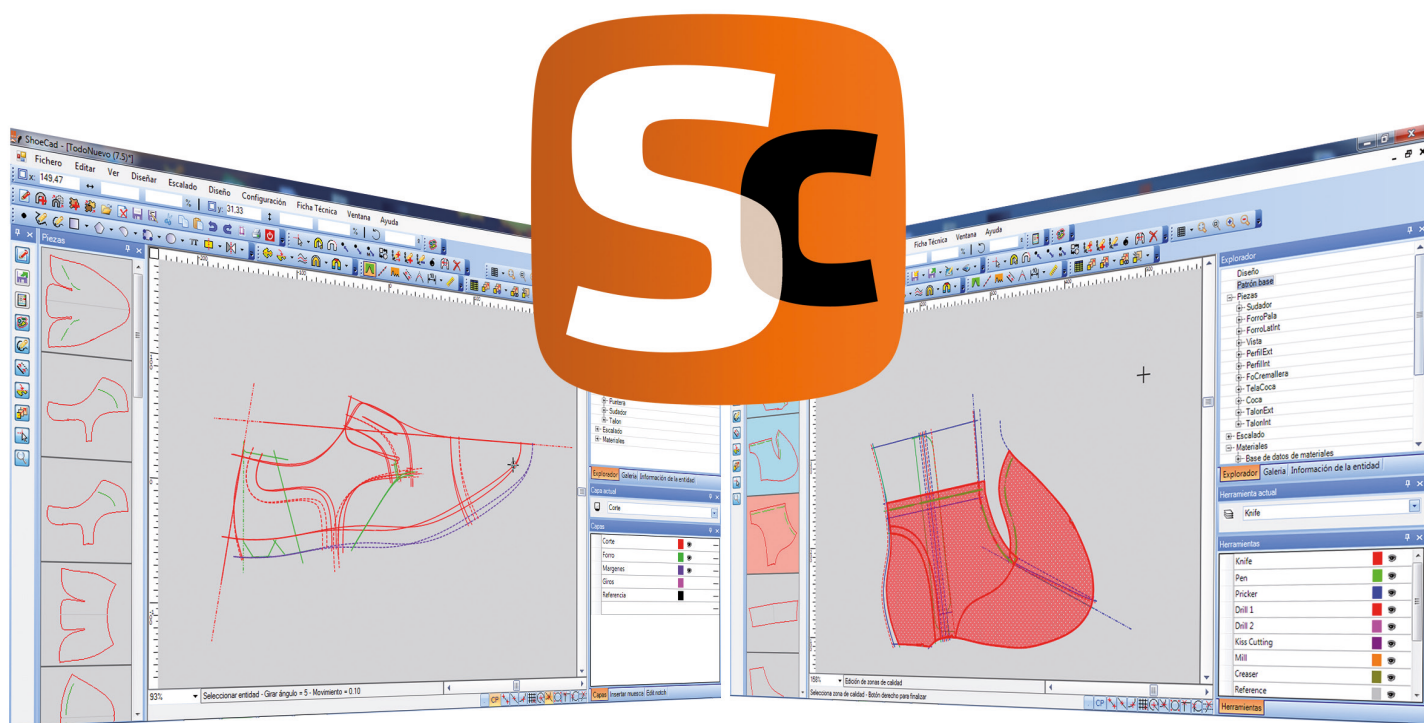 Sc
ShoeCad - [TodoNuevo (7.5)*]
Fichero Editar Ver Diseñar Escalado Diseño Configuración Ficha Técnica Ventana Ayuda
x: 149,47
% y: 31,33 %
Piezas
Puntera
Sudador
Talon
Escalado
Materiales
Explorador Galeria Información de la entidad
Capa actual
Corte
Capas
Corte
Forro
Margenes
Giros
Referencia
93% Seleccionar entidad - Girar ángulo = 5 - Movimiento = 0.10
CP
Capas Insertar muesca Edit notch
Ficha Técnica Ventana Ayuda
%
Explorador
Diseño
Patrón base
Piezas
Sudador
ForroPala
ForroLatInt
Vista
PerfilExt
PerfilInt
FoCremallera
TelaCoca
Coca
TalonExt
TalonInt
Escalado
Materiales
Base de datos de materiales
Explorador Galeria Información de la entidad
Herramienta actual
Knife
Herramientas
Knife
Pen
Pricker
Drill 1
Drill 2
Kiss Cutting
Mill
Creaser
Reference
158% Edición de zonas de calidad
Selecciona zona de calidad - Botón derecho para finalizar
CP
Herramientas